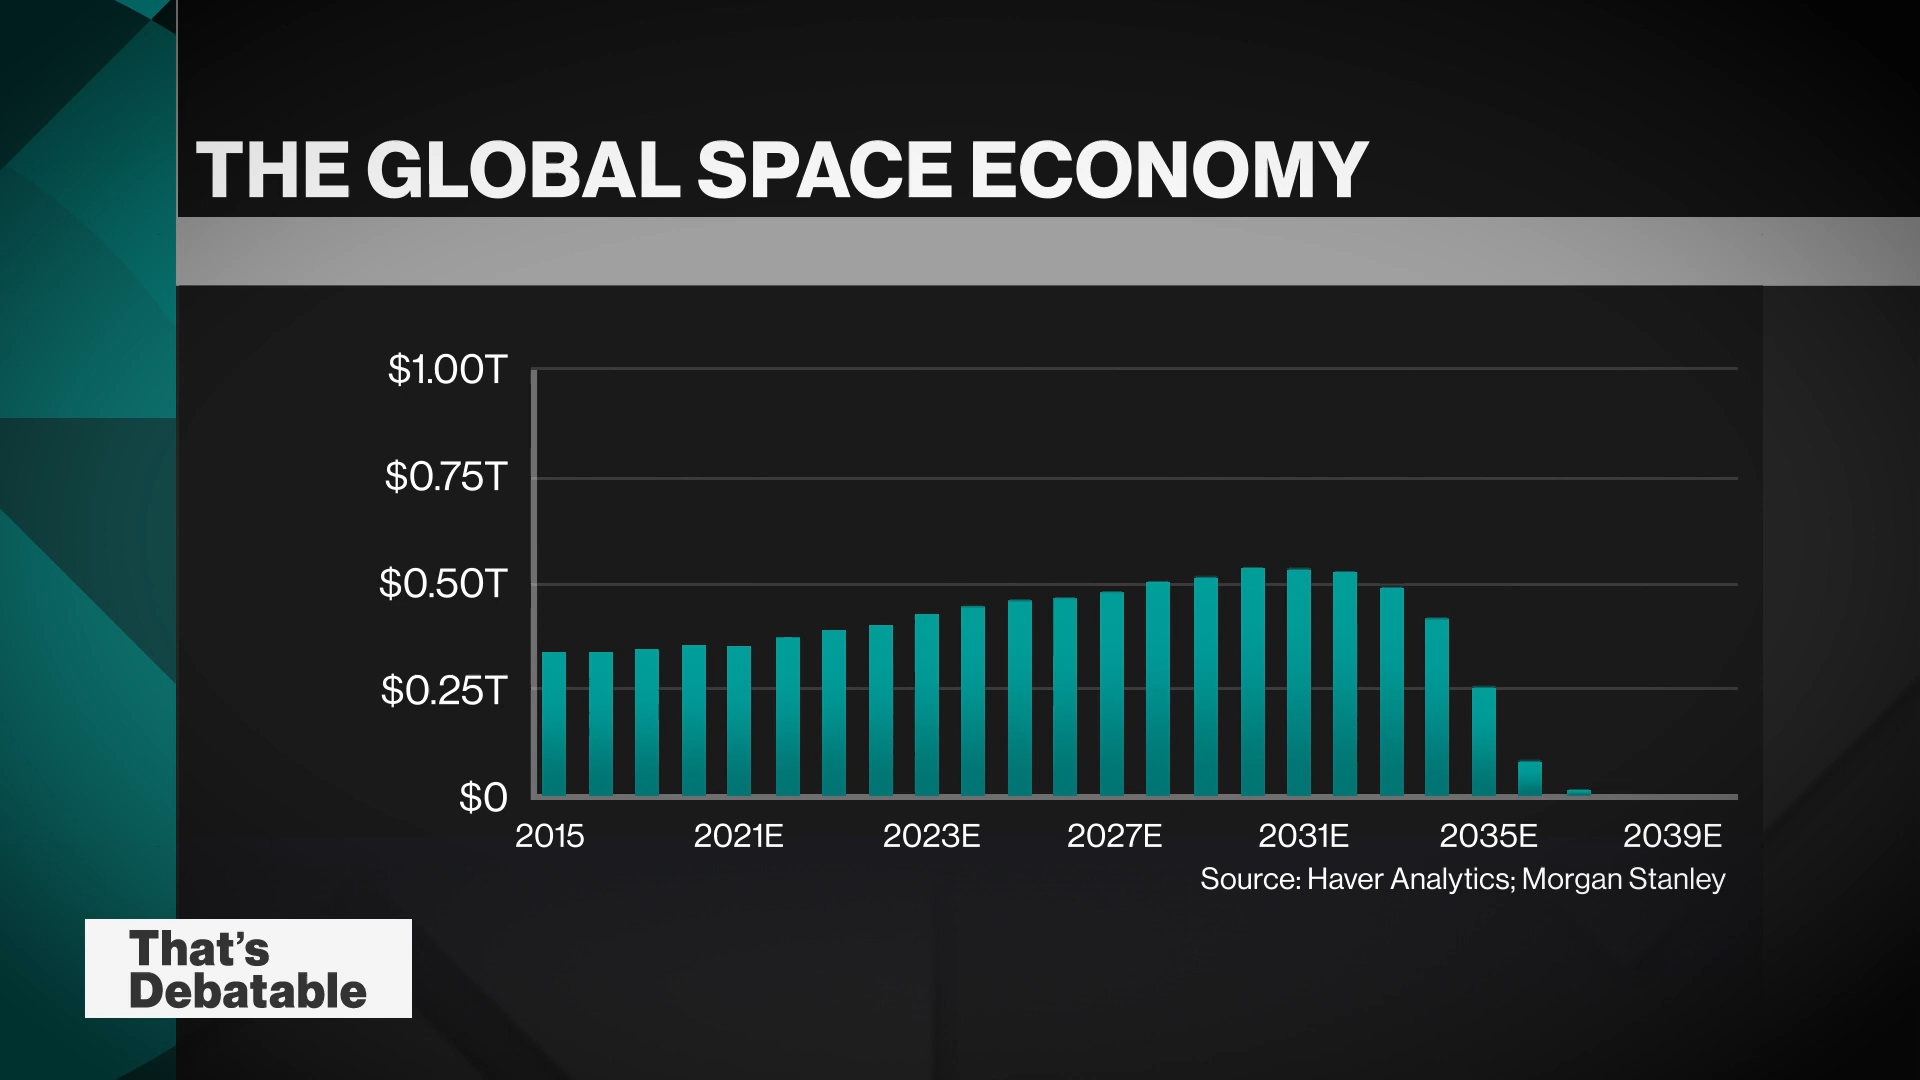 THE GLOBAL SPACE ECONOMY
$1.00T
$0.75T
$0.50T
$0.25T
$0
2015 2021E 2023E 2027E 2031E 2035E 2039E
Source: Haver Analytics; Morgan Stanley
That's
Debatable